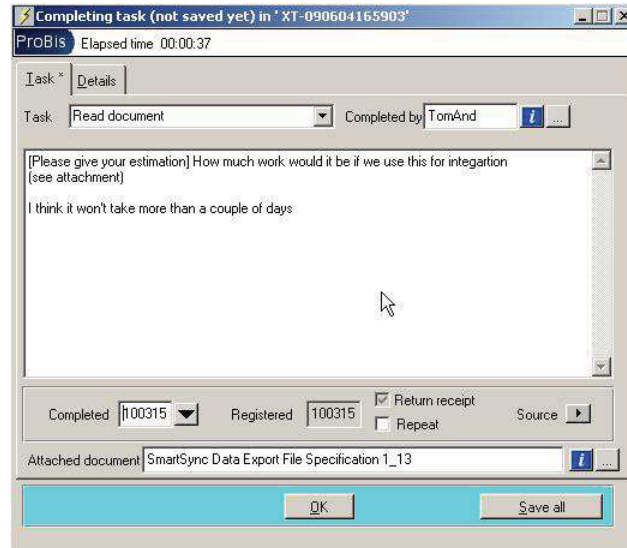 Completing task (not saved yet) in ' XT-090604165903'
ProBis Elapsed time 00:00:37
Task * Details
Task Read document Completed by TomAnd i ...
[Please give your estimation] How much work would it be if we use this for integartion
(see attachment)
I think it won't take more than a couple of days
Completed 100315 Registered 100315 Return receipt
Repeat
Source
Attached document SmartSync Data Export File Specification 1_13 i ...
OK Save all